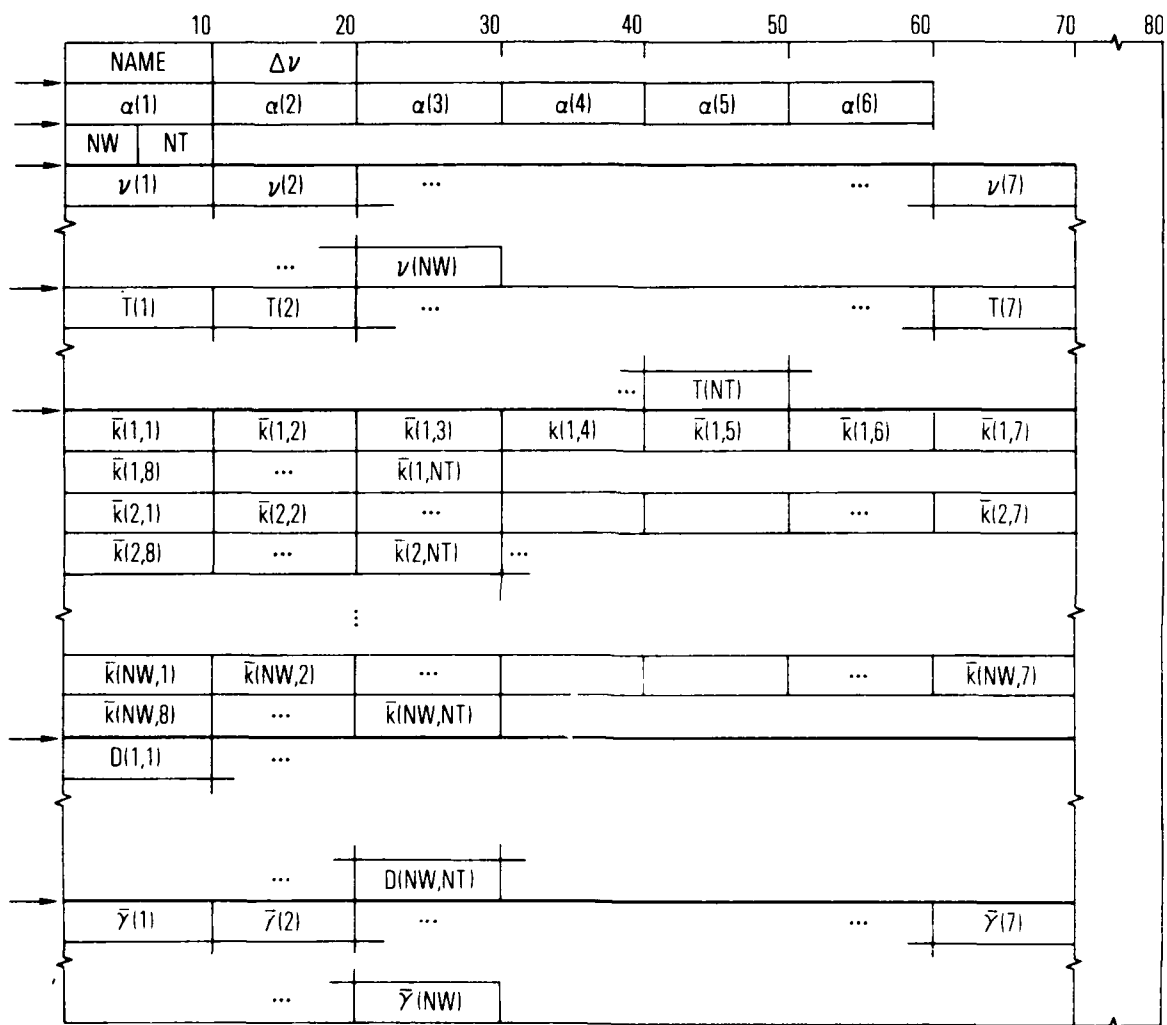 10 20 30 40 50 60 70 80
NAME Δν
α(1) α(2) α(3) α(4) α(5) α(6)
NW NT
ν(1) ν(2) ... ... ν(7)
... ν(NW)
T(1) T(2) ... ... T(7)
... T(NT)
k̄(1,1) k̄(1,2) k̄(1,3) k(1,4) k̄(1,5) k̄(1,6) k̄(1,7)
k̄(1,8) ... k̄(1,NT)
k̄(2,1) k̄(2,2) ... ... k̄(2,7)
k̄(2,8) ... k̄(2,NT) ...
⋮
k̄(NW,1) k̄(NW,2) ... ... k̄(NW,7)
k̄(NW,8) ... k̄(NW,NT)
D(1,1) ...
... D(NW,NT)
γ̄(1) γ̄(2) ... ... γ̄(7)
... γ̄(NW)